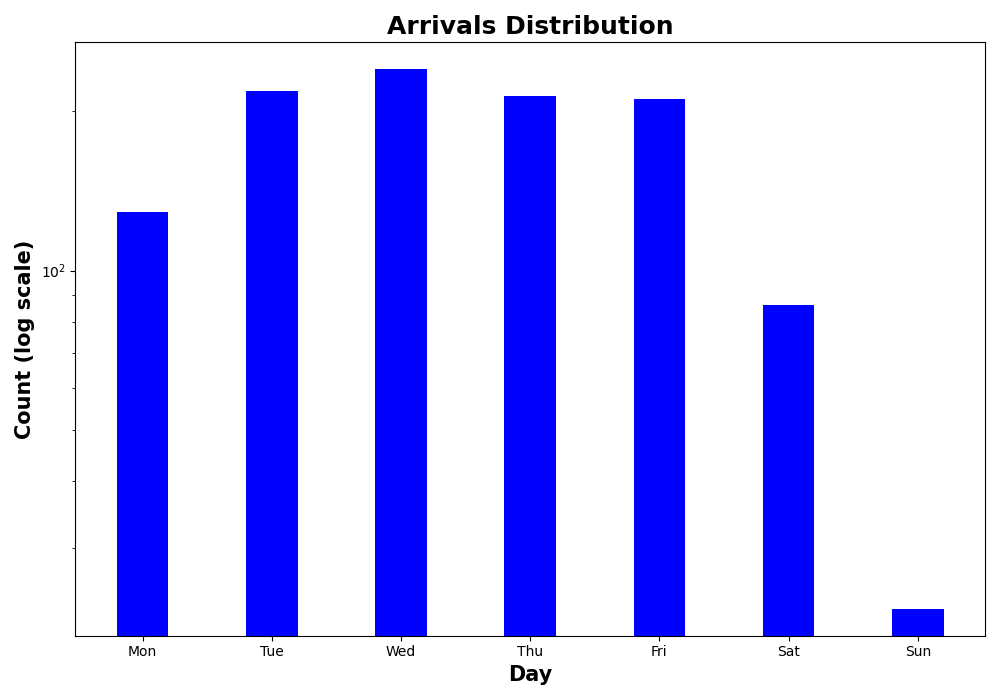 Arrivals Distribution
Count (log scale)
10²
Mon Tue Wed Thu Fri Sat Sun
Day